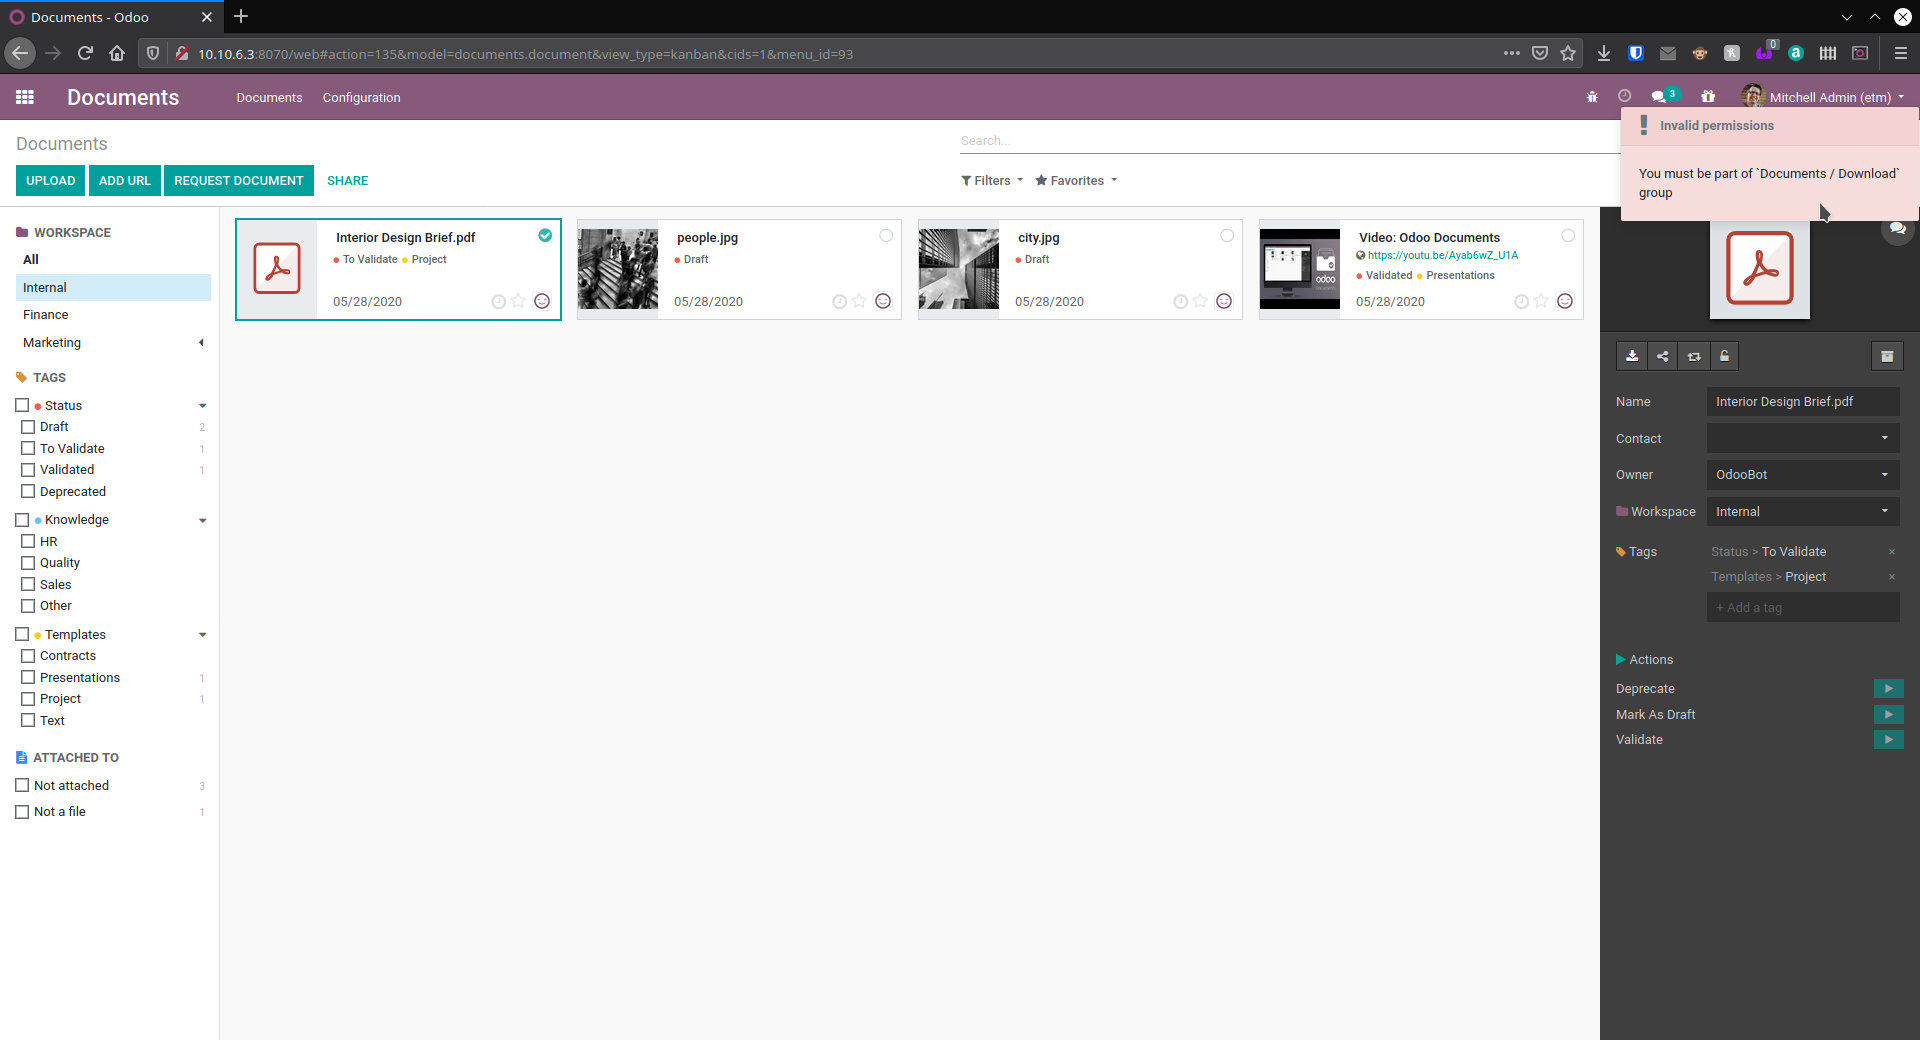 Documents - Odoo
10.10.6.3:8070/web#action=135&model=documents.document&view_type=kanban&cids=1&menu_id=93
0
Documents
Documents Configuration
3
Mitchell Admin (etm)
Invalid permissions
You must be part of `Documents / Download`
group
Documents
Search...
UPLOAD ADD URL REQUEST DOCUMENT SHARE
Filters Favorites
WORKSPACE
All
Internal
Finance
Marketing
TAGS
Status
Draft 2
To Validate 1
Validated 1
Deprecated
Knowledge
HR
Quality
Sales
Other
Templates
Contracts
Presentations 1
Project 1
Text
ATTACHED TO
Not attached 3
Not a file 1
Interior Design Brief.pdf
To Validate Project
05/28/2020
people.jpg
Draft
05/28/2020
city.jpg
Draft
05/28/2020
odoo
Video: Odoo Documents
https://youtu.be/Ayab6wZ_U1A
Validated Presentations
05/28/2020
Name Interior Design Brief.pdf
Contact
Owner OdooBot
Workspace Internal
Tags Status > To Validate ×
Templates > Project ×
+ Add a tag
Actions
Deprecate
Mark As Draft
Validate